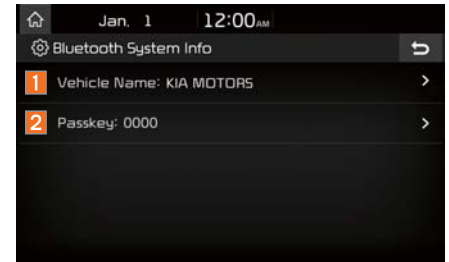 Jan. 1 12:00AM
Bluetooth System Info
1 Vehicle Name: KIA MOTORS
2 Passkey: 0000